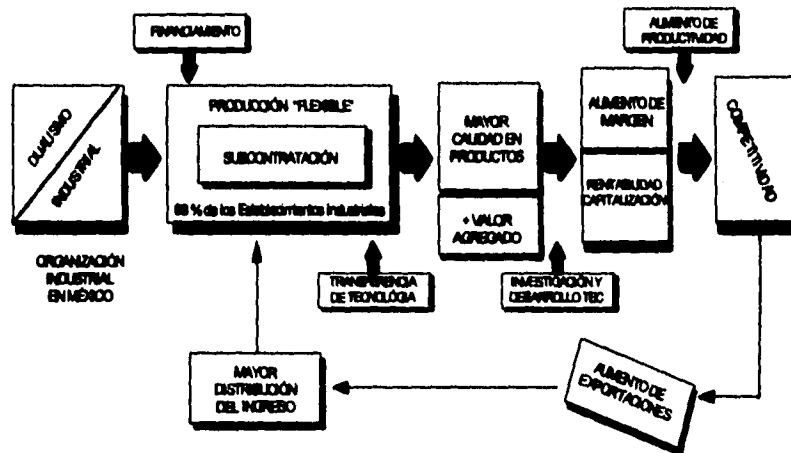 FINANCIAMIENTO
AUMENTO DE
PRODUCTIVIDAD
DUALISMO
INDUSTRIAL
PRODUCCIÓN "FLEXIBLE"
SUBCONTRATACIÓN
% de los Establecimientos Industriales
MAYOR
CALIDAD EN
PRODUCTOS
+ VALOR
AGREGADO
AUMENTO DE
MARGEN
RENTABILIDAD
CAPITALIZACIÓN
COMPETITIVIDAD
ORGANIZACIÓN
INDUSTRIAL
EN MÉXICO
TRANSFERENCIA
DE TECNOLÓGIA
INVESTIGACIÓN Y
DESARROLLO TEC
MAYOR
DISTRIBUCIÓN
DEL INGRESO
AUMENTO DE
EXPORTACIONES